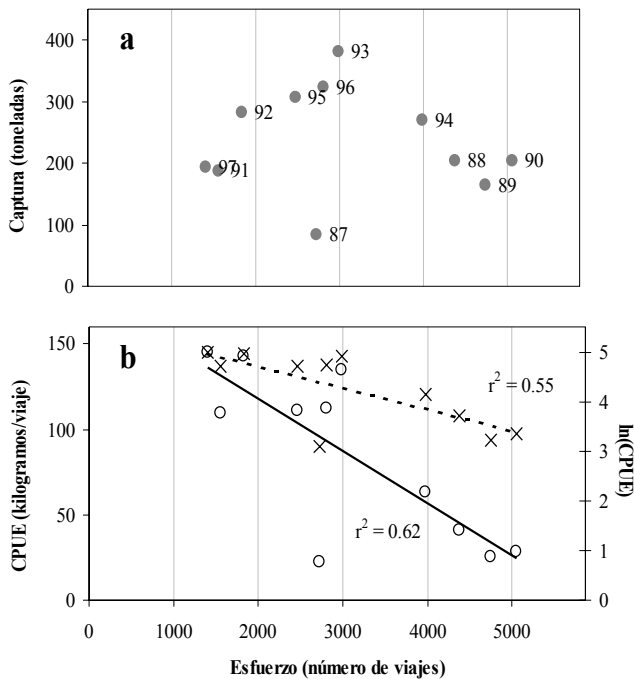 a
Captura (toneladas)
400
300
200
100
0
93
96
95
92
94
97
91
88
90
89
87
b
CPUE (kilogramos/viaje)
150
100
50
0
ln(CPUE)
5
4
3
2
1
0
r² = 0.55
r² = 0.62
0 1000 2000 3000 4000 5000
Esfuerzo (número de viajes)